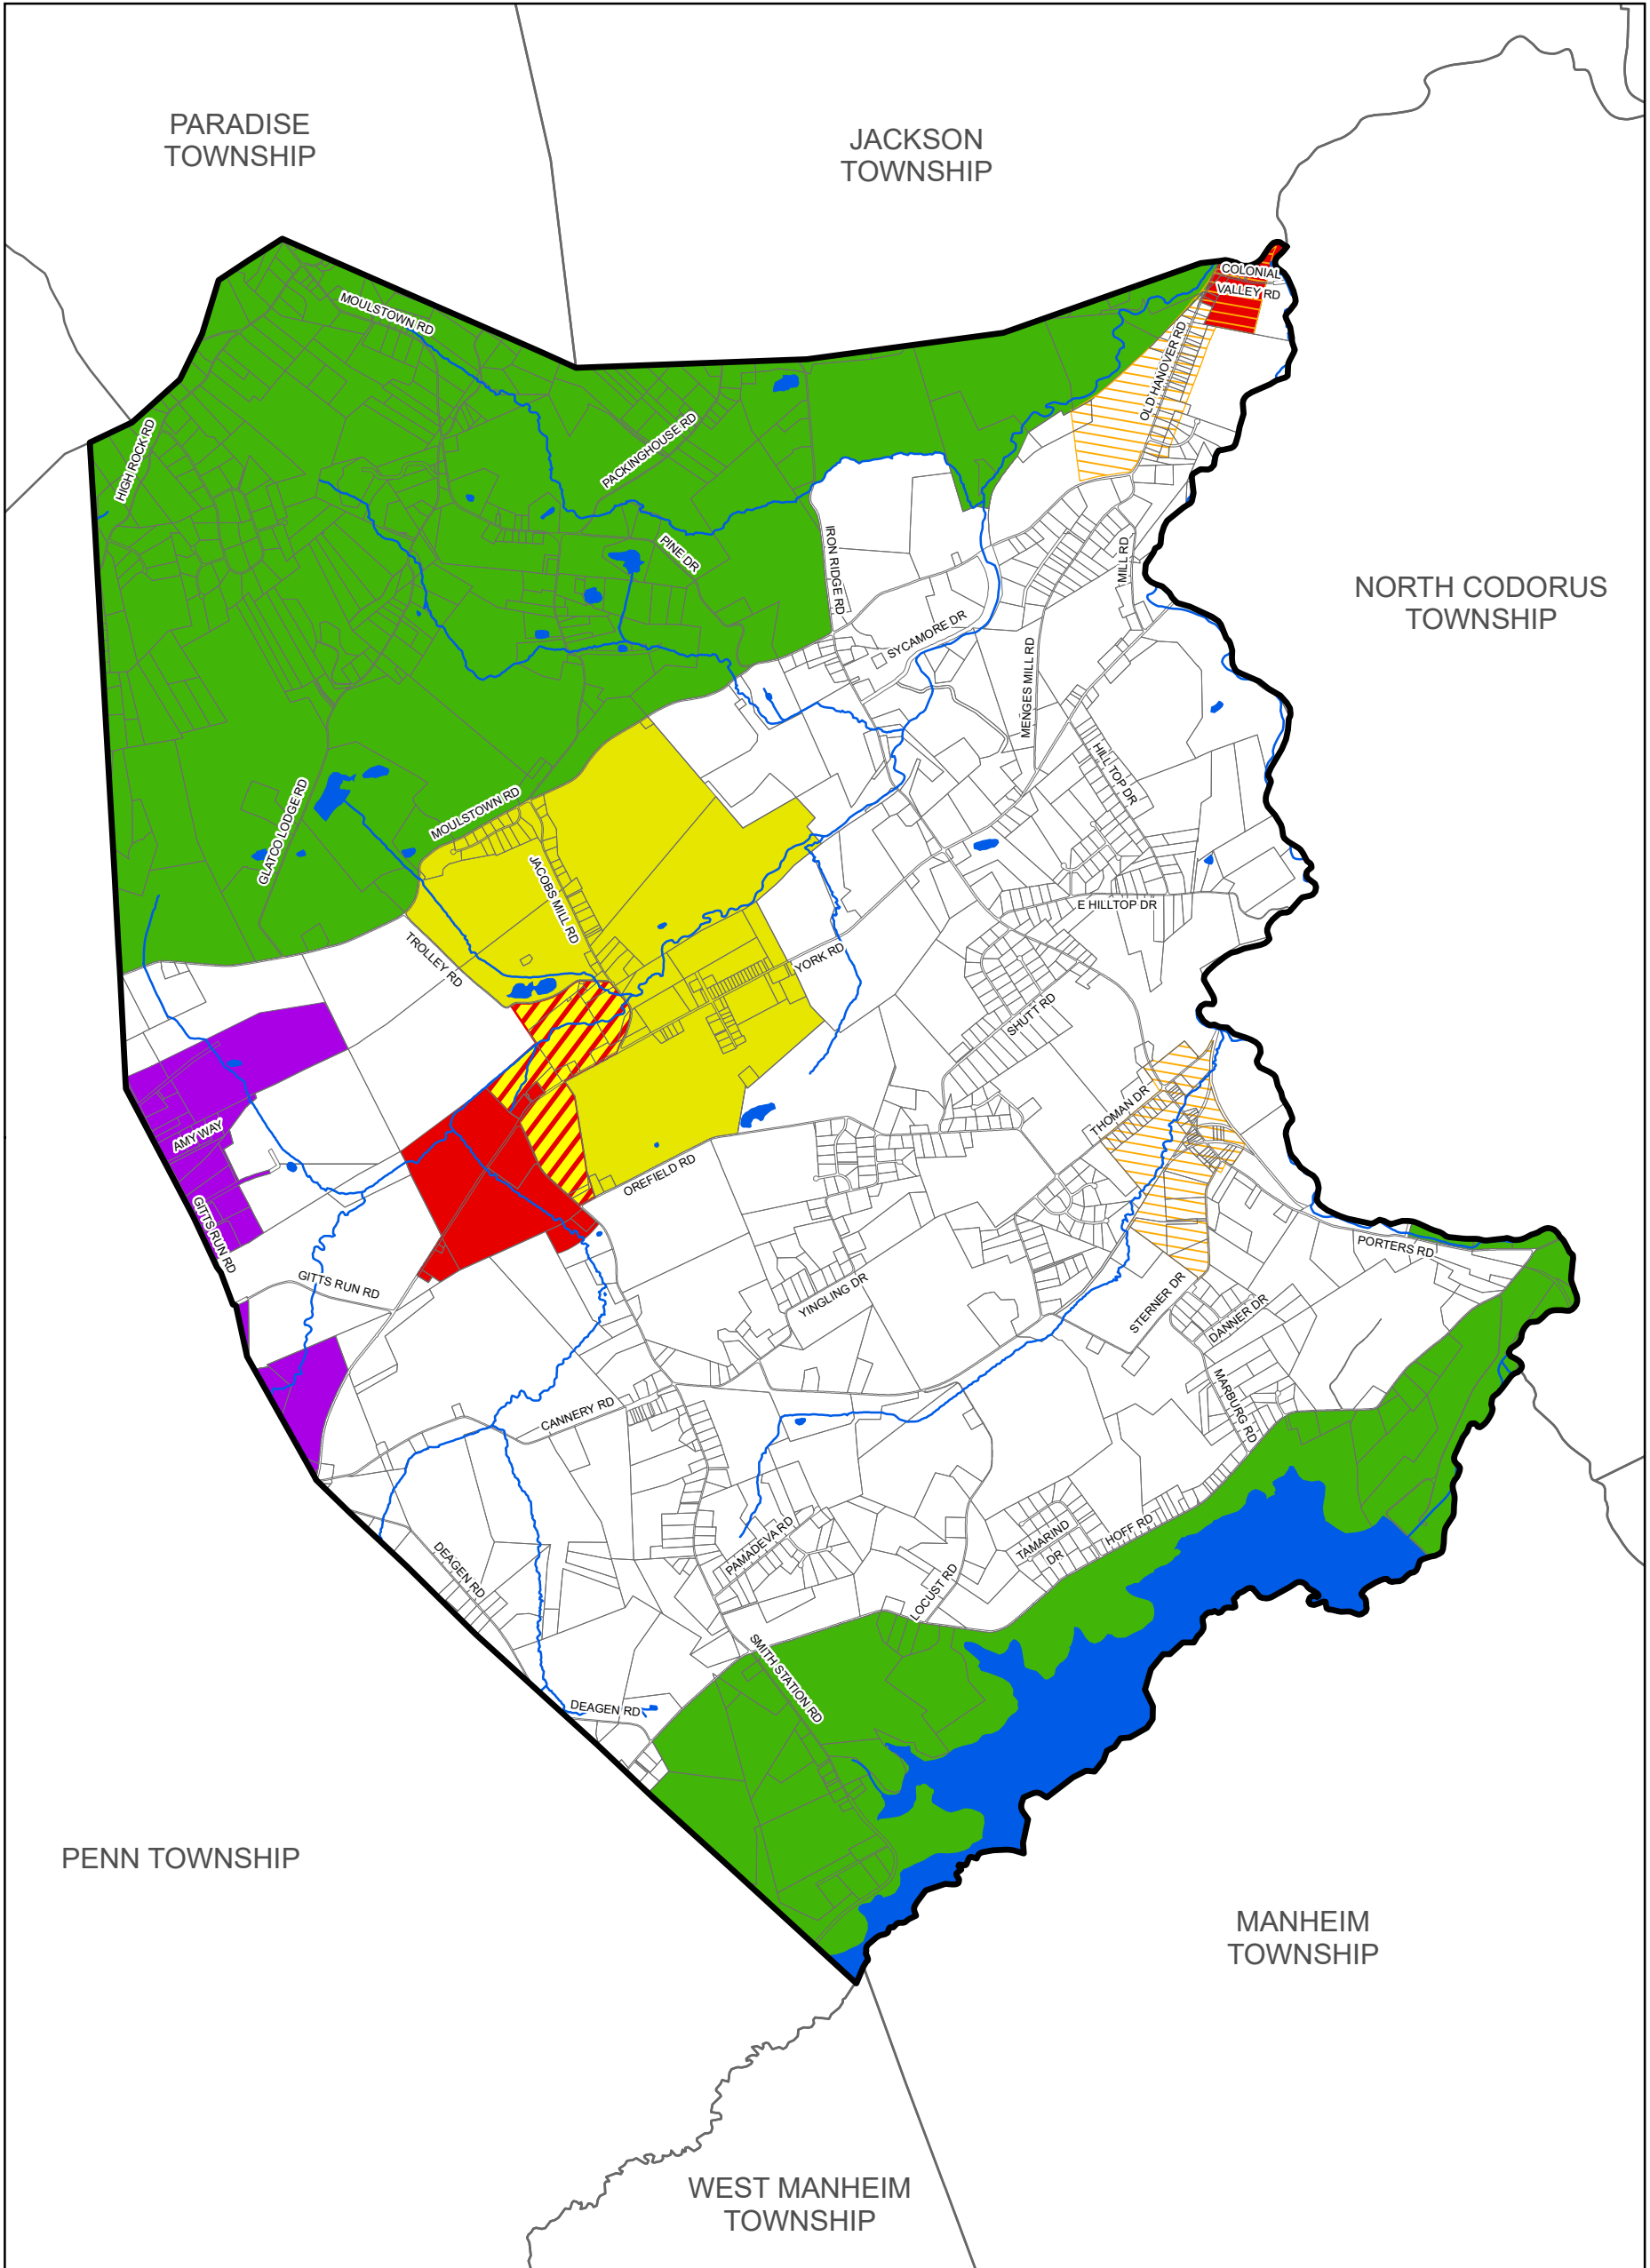 PARADISE
TOWNSHIP
JACKSON
TOWNSHIP
COLONIAL
VALLEY RD
MOULSTOWN RD
OLD HANOVER RD
HIGH ROCK RD
PACKINGHOUSE RD
IRON RIDGE RD
PINE DR
MILL RD
NORTH CODORUS
TOWNSHIP
SYCAMORE DR
MENGES MILL RD
HILL TOP DR
GLATCO LODGE RD
MOULSTOWN RD
JACOBS MILL RD
E HILLTOP DR
TROLLEY RD
YORK RD
SHUTT RD
AMY WAY
THOMAN DR
OREFIELD RD
GITTS RUN RD
PORTERS RD
GITTS RUN RD
YINGLING DR
STERNER DR
DANNER DR
MARBURG RD
CANNERY RD
PAMADEVA RD
TAMARIND
DR
HOFF RD
DEAGEN RD
LOCUST RD
SMITH STATION RD
DEAGEN RD
PENN TOWNSHIP
MANHEIM
TOWNSHIP
WEST MANHEIM
TOWNSHIP